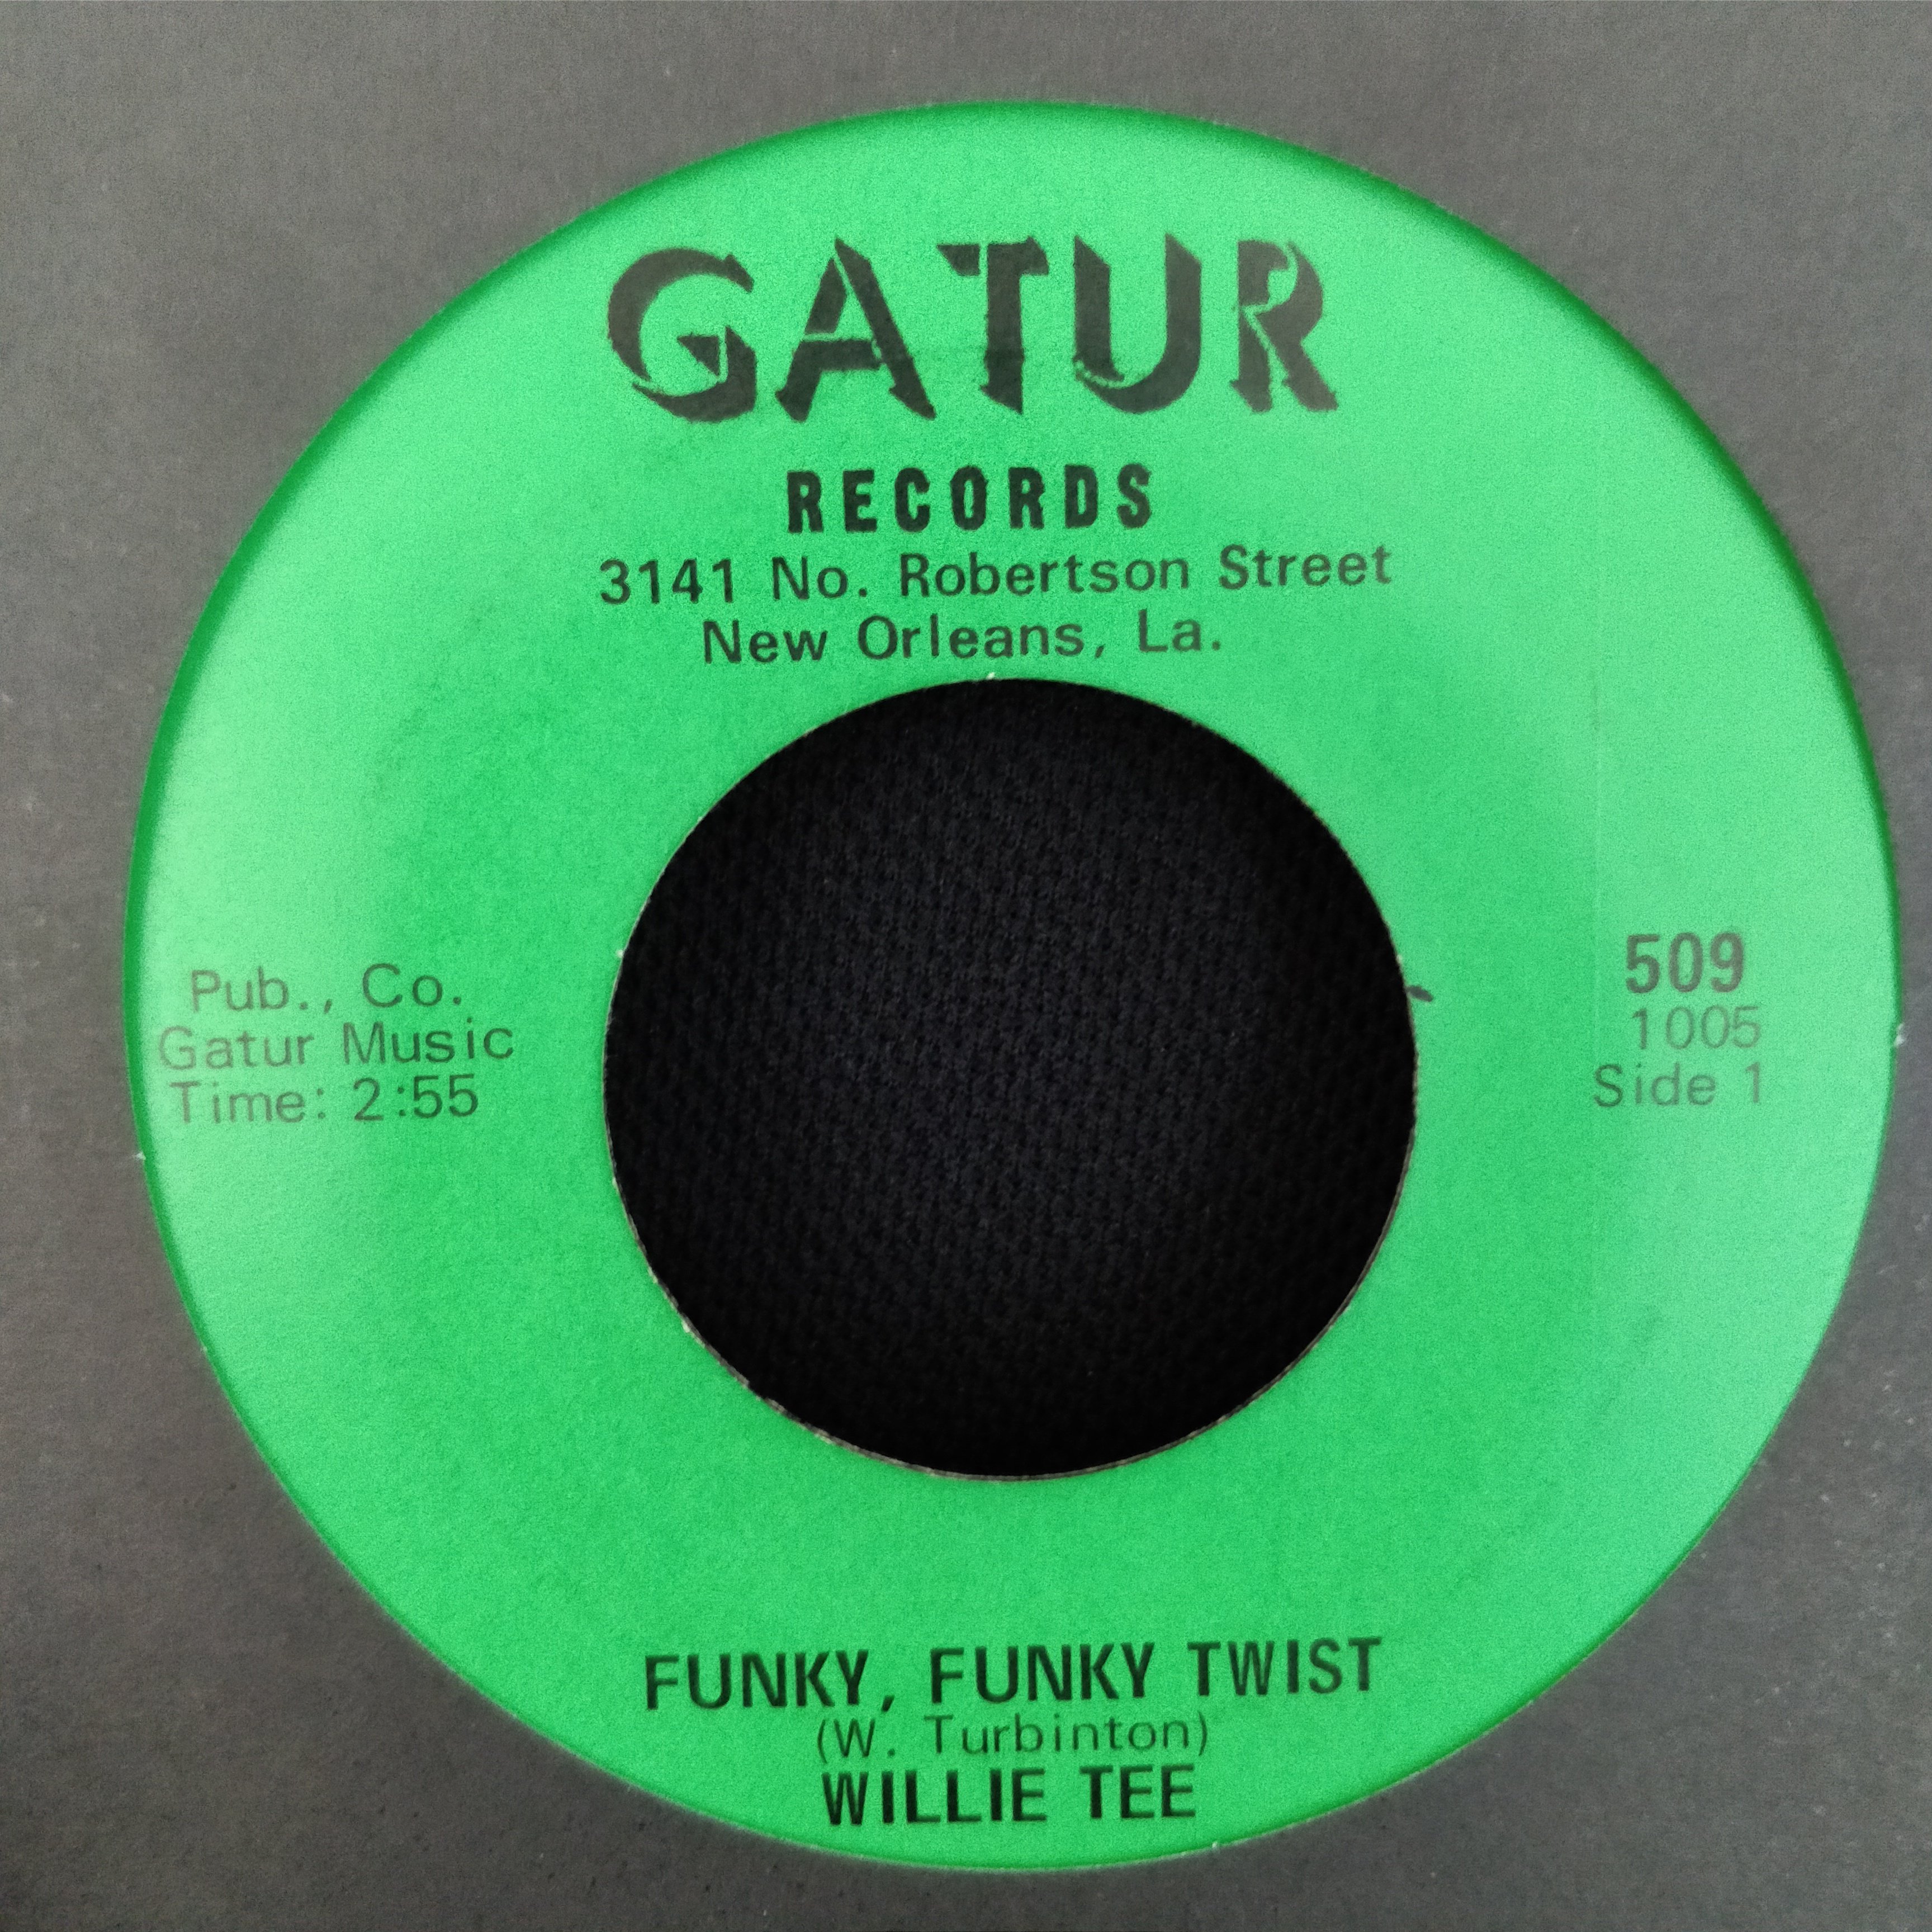 GATUR
RECORDS
3141 No. Robertson Street
New Orleans, La.
Pub., Co.
Gatur Music
Time: 2:55
509
1005
Side 1
FUNKY, FUNKY TWIST
(W. Turbinton)
WILLIE TEE